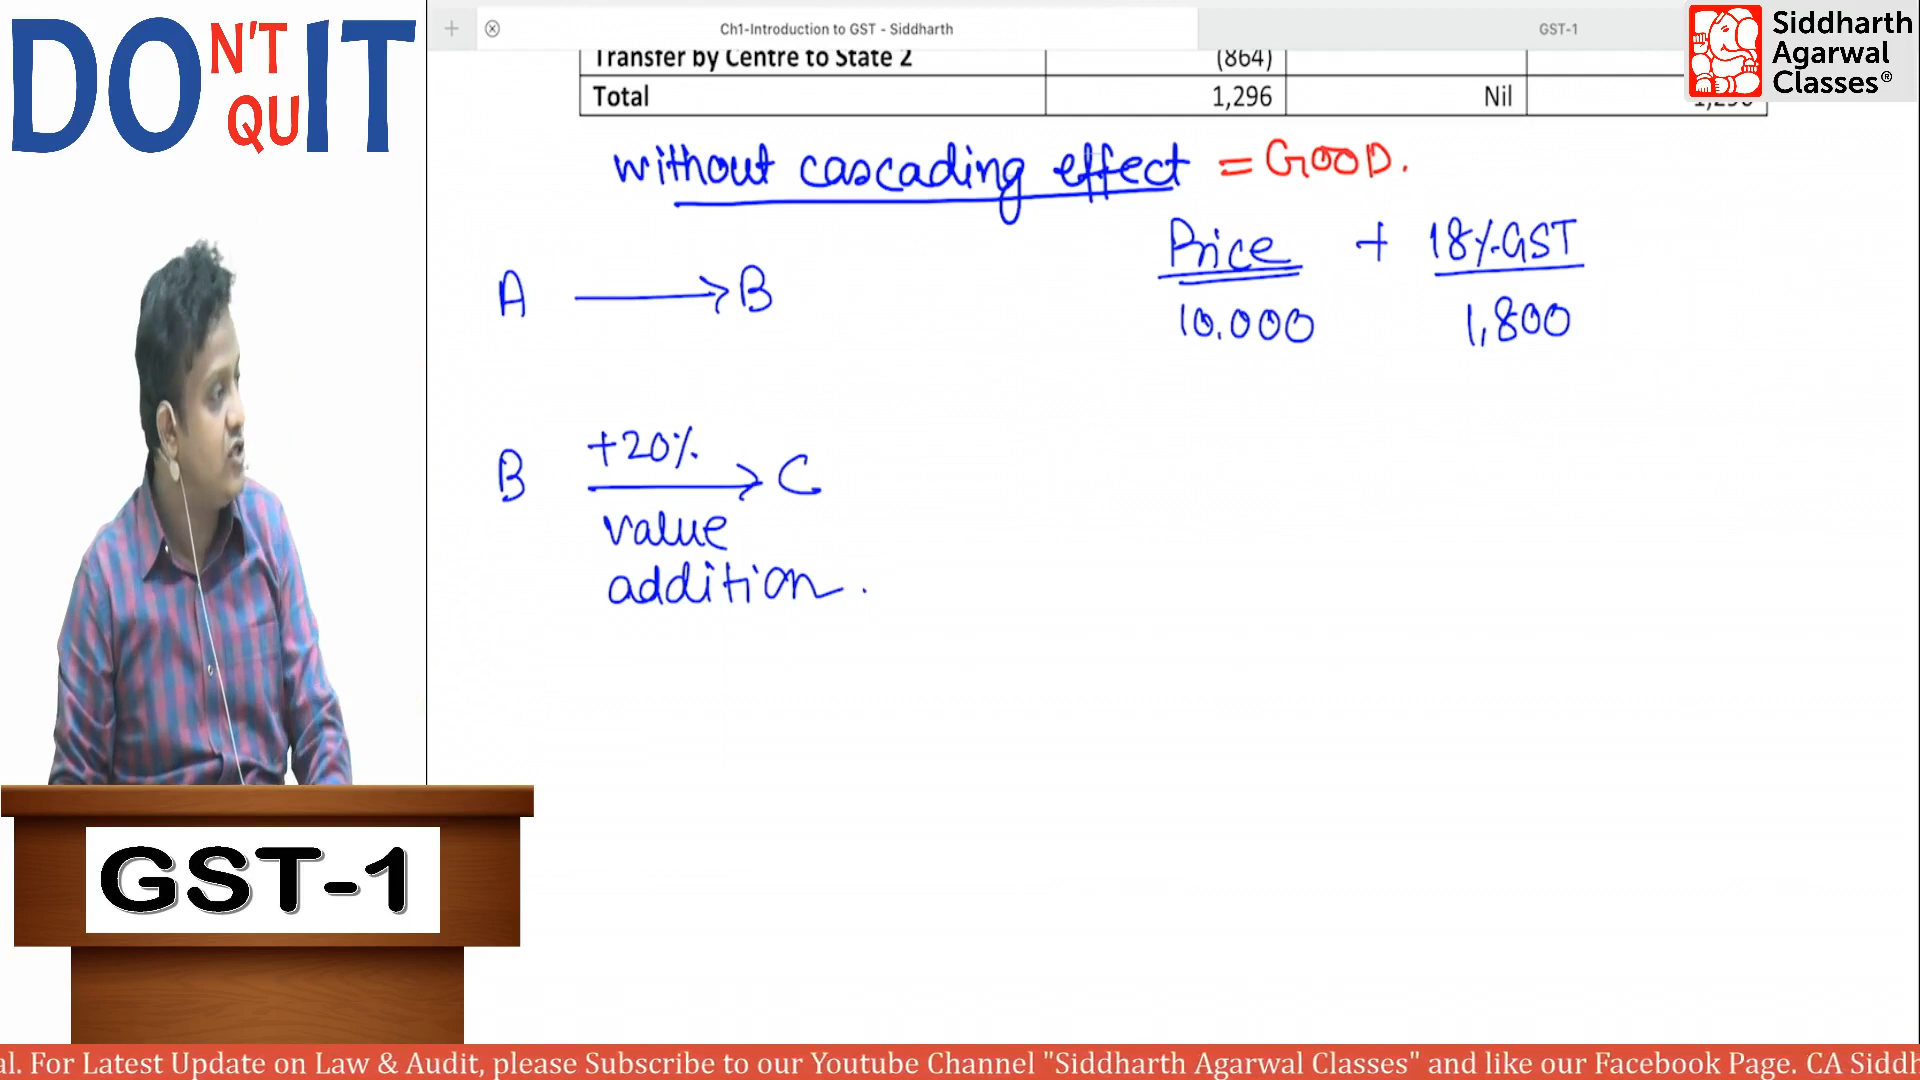 DON'T QUIT
Ch1-Introduction to GST - Siddharth
GST-1
Siddharth
Agarwal
Classes®
Transfer by Centre to State 2 (864)
Total 1,296 Nil 1,296
without cascading effect = GOOD.
Price + 18% GST
A → B 10.000 1,800
B +20% → C
value
addition.
GST-1
al. For Latest Update on Law & Audit, please Subscribe to our Youtube Channel "Siddharth Agarwal Classes" and like our Facebook Page. CA Siddh